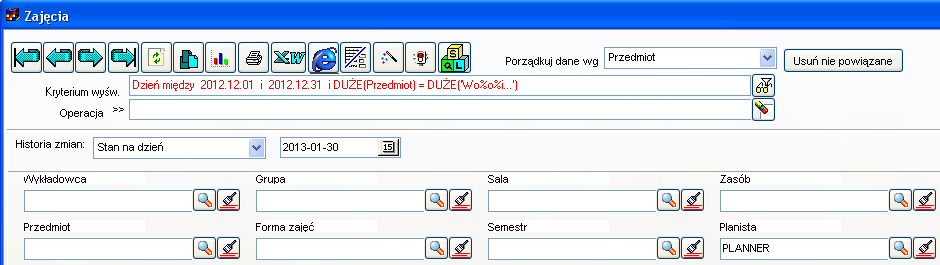 Zajęcia
XW
S
Q L
Porządkuj dane wg Przedmiot Usuń nie powiązane
Kryterium wyśw. Dzień między 2012.12.01 i 2012.12.31 i DUŻE(Przedmiot) = DUŻE('Wo%o%i...')
Operacja >>
Historia zmian: Stan na dzień 2013-01-30 15
Wykładowca Grupa Sala Zasób
Przedmiot Forma zajęć Semestr Planista
PLANNER